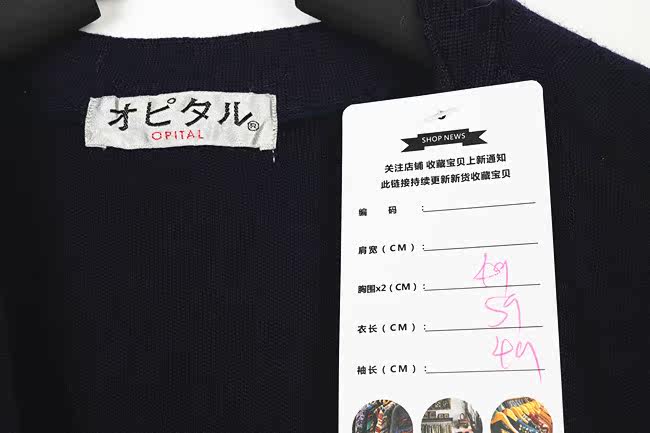 オピタル®
OPITAL
SHOP NEWS
关注店铺 收藏宝贝上新通知
此链接持续更新新货收藏宝贝
编 码 :
肩宽(CM):
胸围x2(CM): 49
衣长(CM): 59
袖长(CM): 49